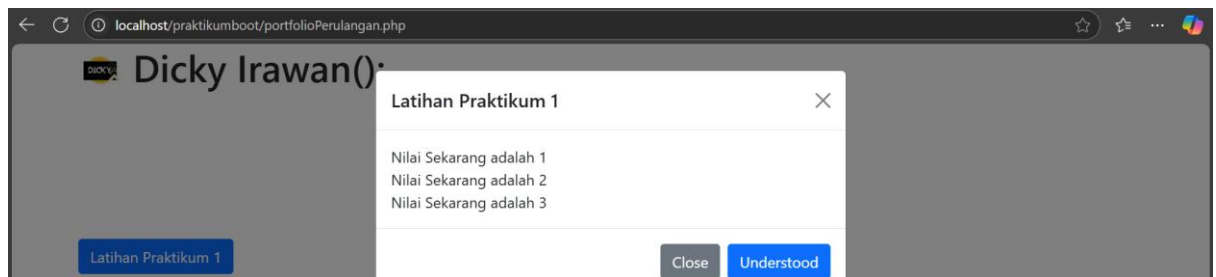 localhost/praktikumboot/portfolioPerulangan.php
DICKY
Dicky Irawan();
Latihan Praktikum 1
Nilai Sekarang adalah 1
Nilai Sekarang adalah 2
Nilai Sekarang adalah 3
Close
Understood
Latihan Praktikum 1